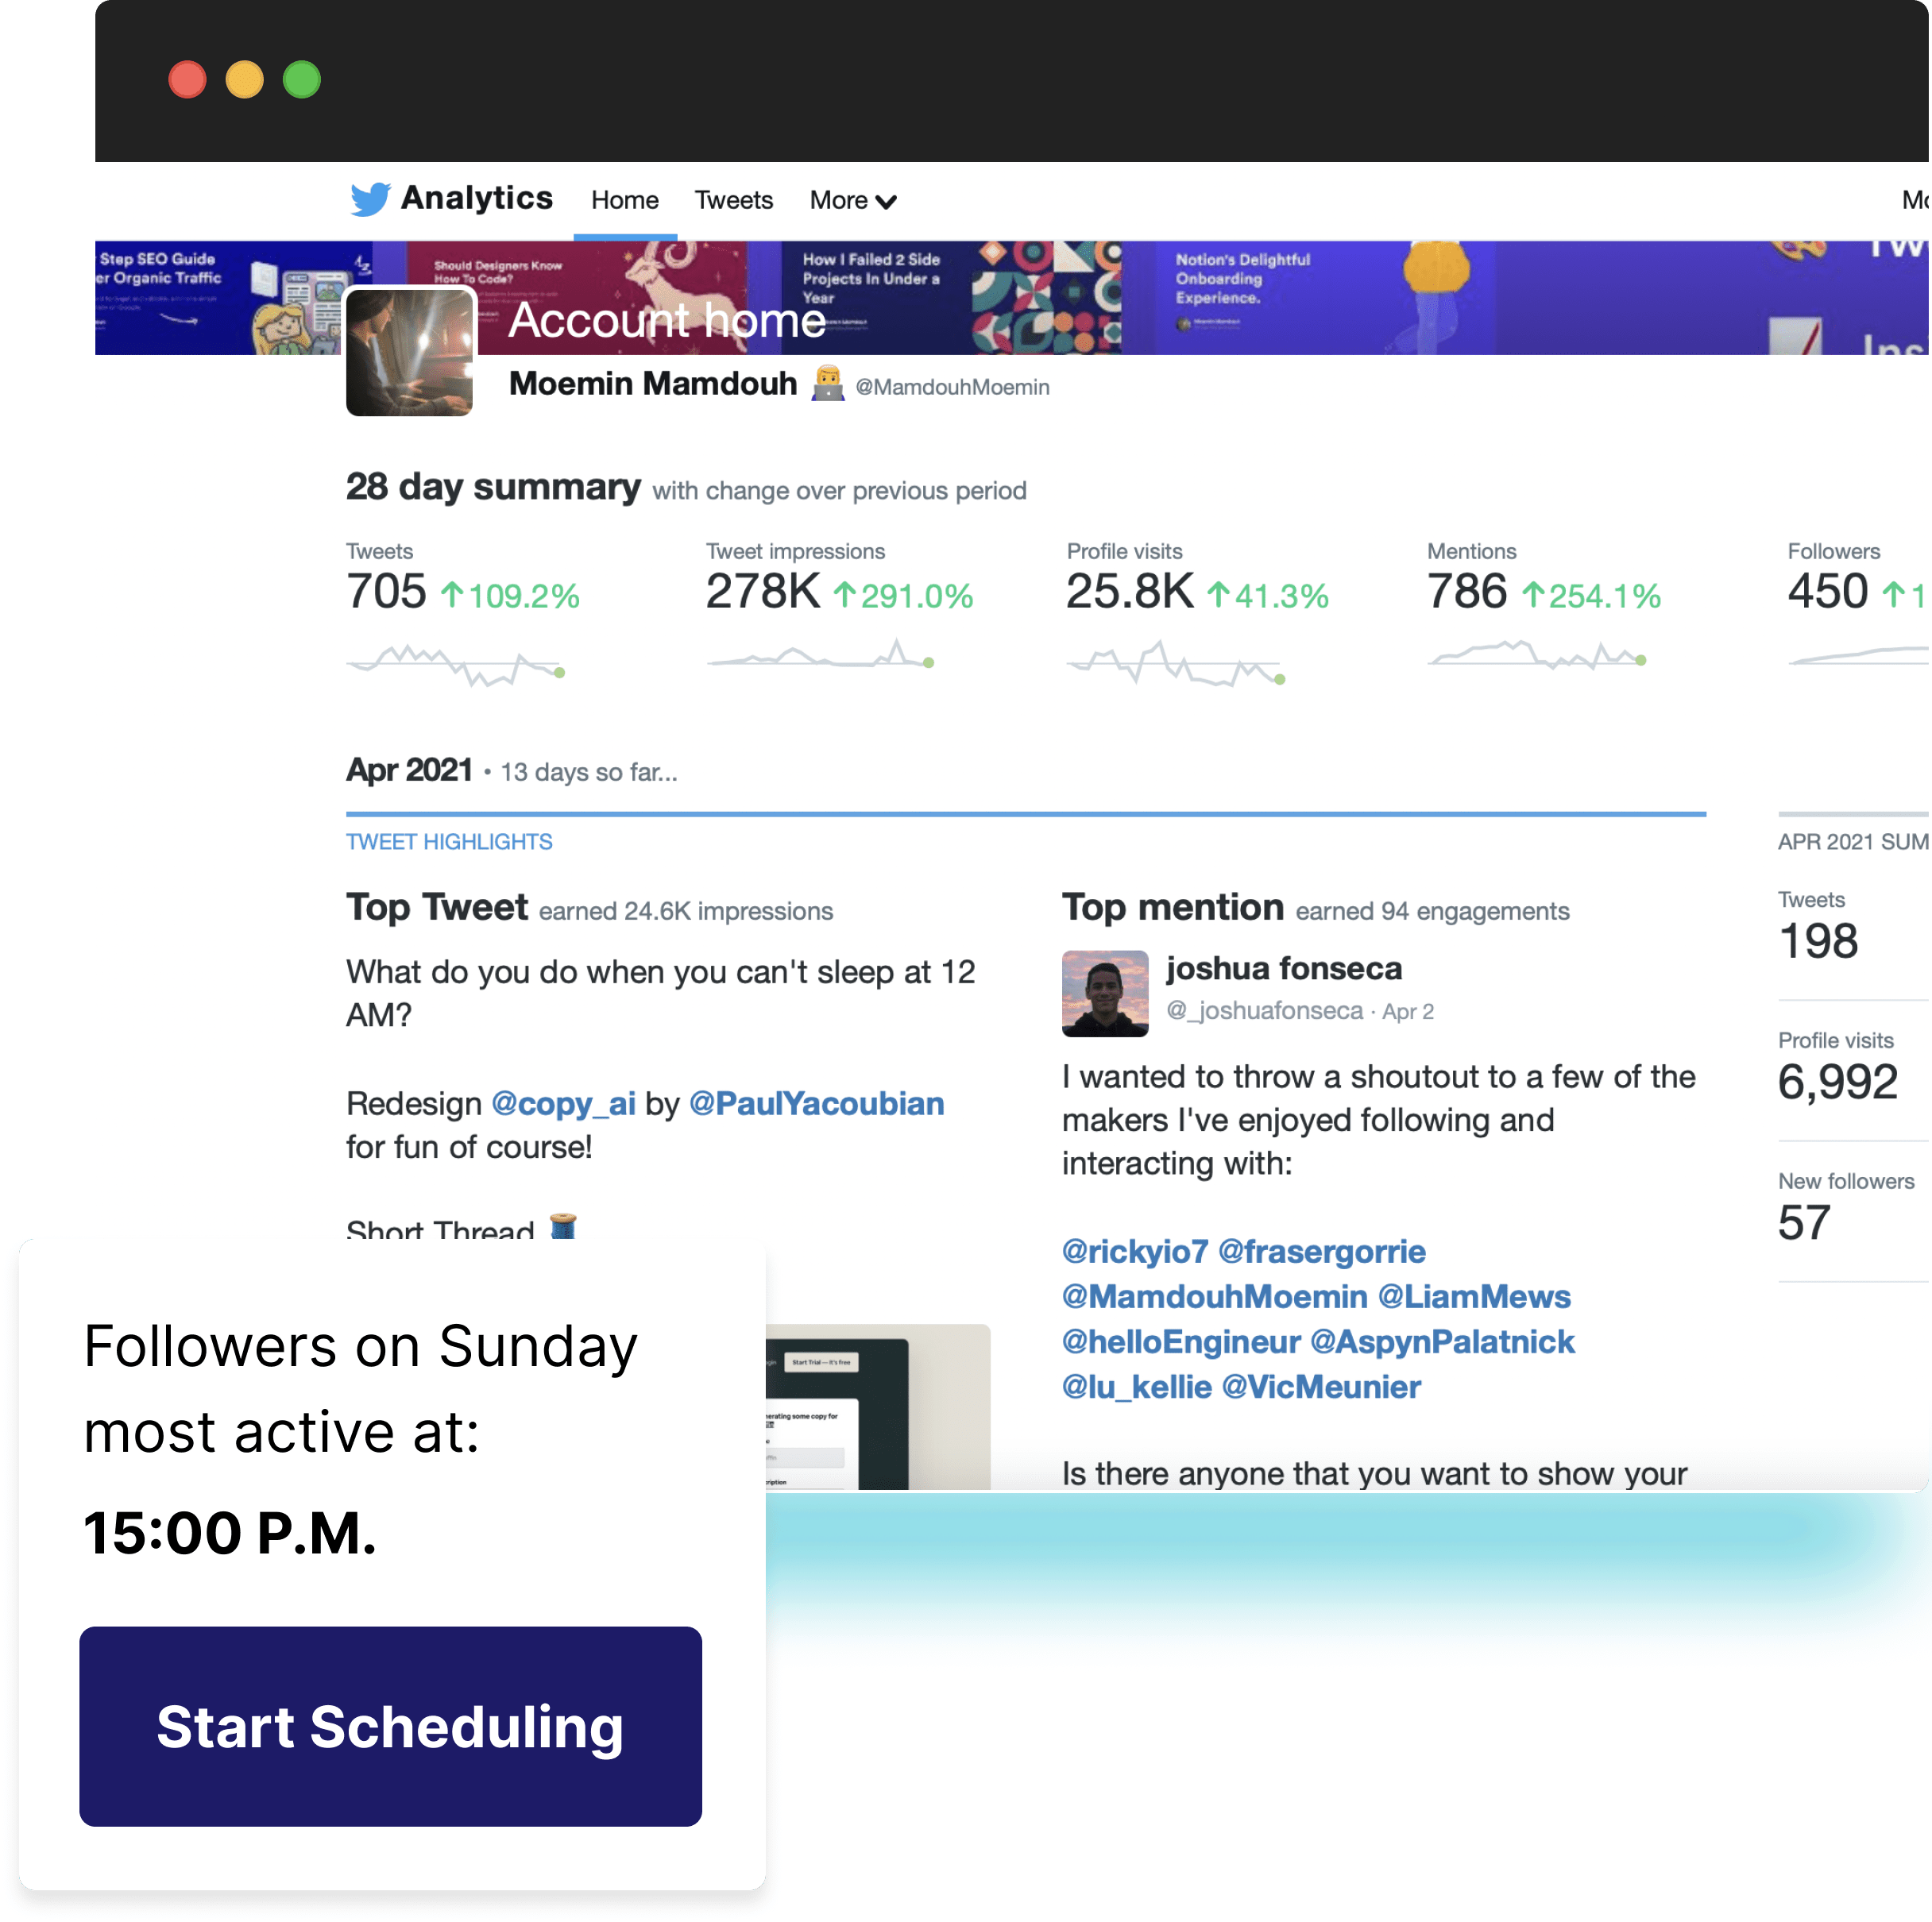 Analytics Home Tweets More
Step SEO Guide
er Organic Traffic
Should Designers Know
How To Code?
How I Failed 2 Side
Projects In Under a
Year
Notion's Delightful
Onboarding
Experience.
Account home
Moemin Mamdouh @MamdouhMoemin
28 day summary with change over previous period
Tweets
705 ↑109.2%
Tweet impressions
278K ↑291.0%
Profile visits
25.8K ↑41.3%
Mentions
786 ↑254.1%
Followers
450 ↑1
Apr 2021 • 13 days so far...
TWEET HIGHLIGHTS
Top Tweet earned 24.6K impressions
What do you do when you can't sleep at 12
AM?
Redesign @copy_ai by @PaulYacoubian
for fun of course!
Short Thread
Start Trial — It's free
erating some copy for
Top mention earned 94 engagements
joshua fonseca
@_joshuafonseca · Apr 2
I wanted to throw a shoutout to a few of the
makers I've enjoyed following and
interacting with:
@rickyio7 @frasergorrie
@MamdouhMoemin @LiamMews
@helloEngineur @AspynPalatnick
@lu_kellie @VicMeunier
Is there anyone that you want to show your
APR 2021 SUM
Tweets
198
Profile visits
6,992
New followers
57
Followers on Sunday
most active at:
15:00 P.M.
Start Scheduling